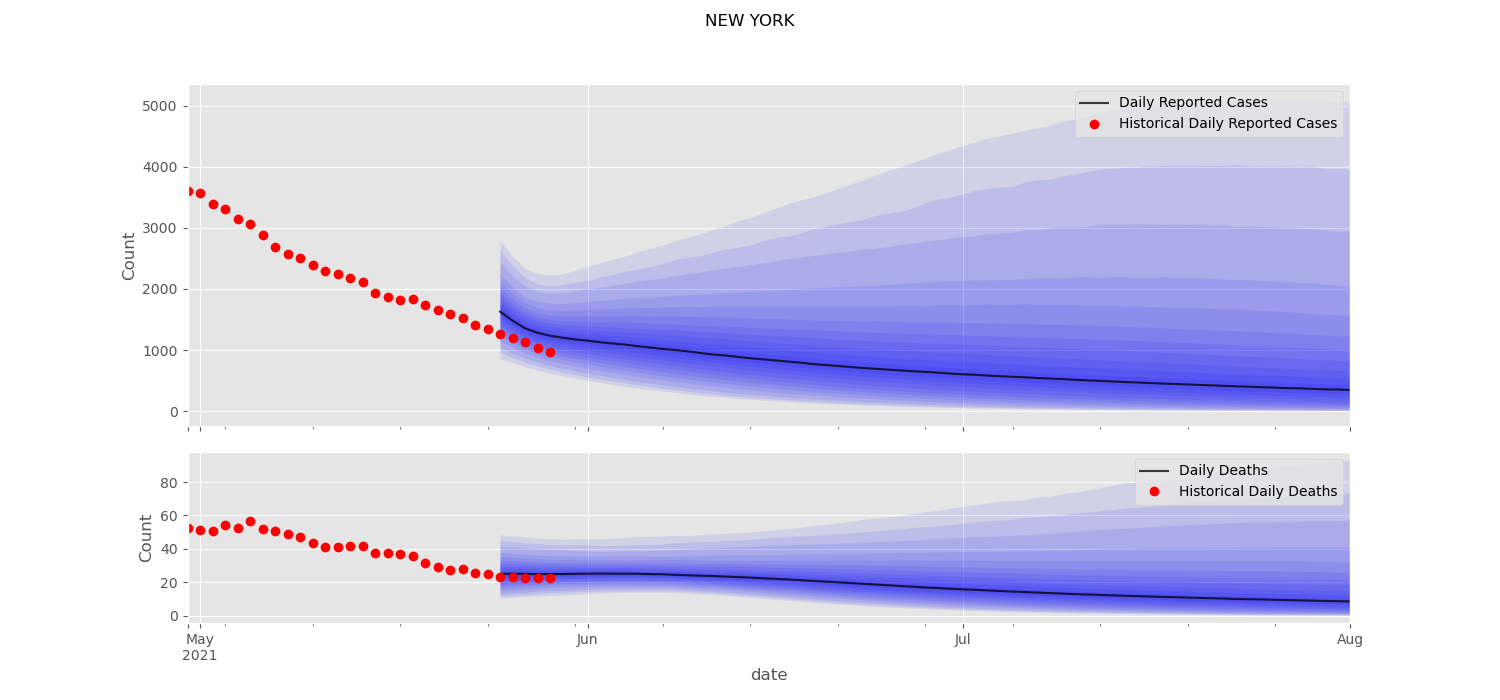 NEW YORK
5000
4000
3000
2000
1000
0
Count
Daily Reported Cases
Historical Daily Reported Cases
80
60
40
20
0
Count
Daily Deaths
Historical Daily Deaths
May
2021
Jun
Jul
Aug
date